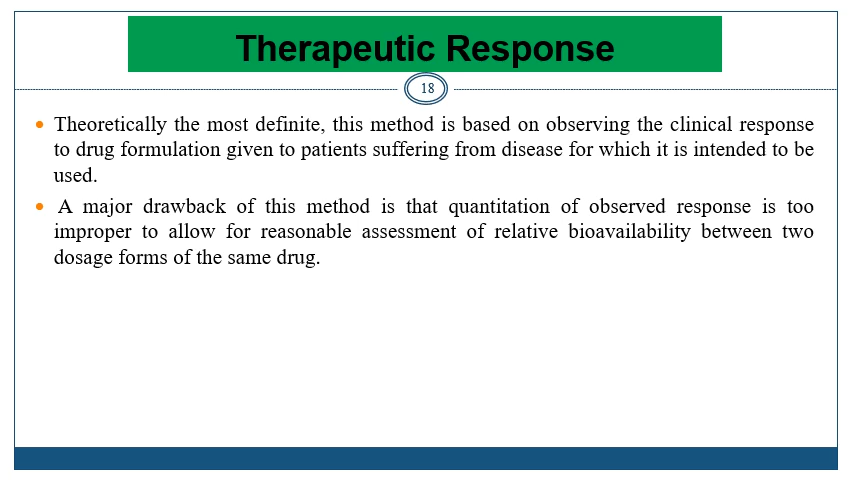 Therapeutic Response
18
• Theoretically the most definite, this method is based on observing the clinical response
to drug formulation given to patients suffering from disease for which it is intended to be
used.
• A major drawback of this method is that quantitation of observed response is too
improper to allow for reasonable assessment of relative bioavailability between two
dosage forms of the same drug.